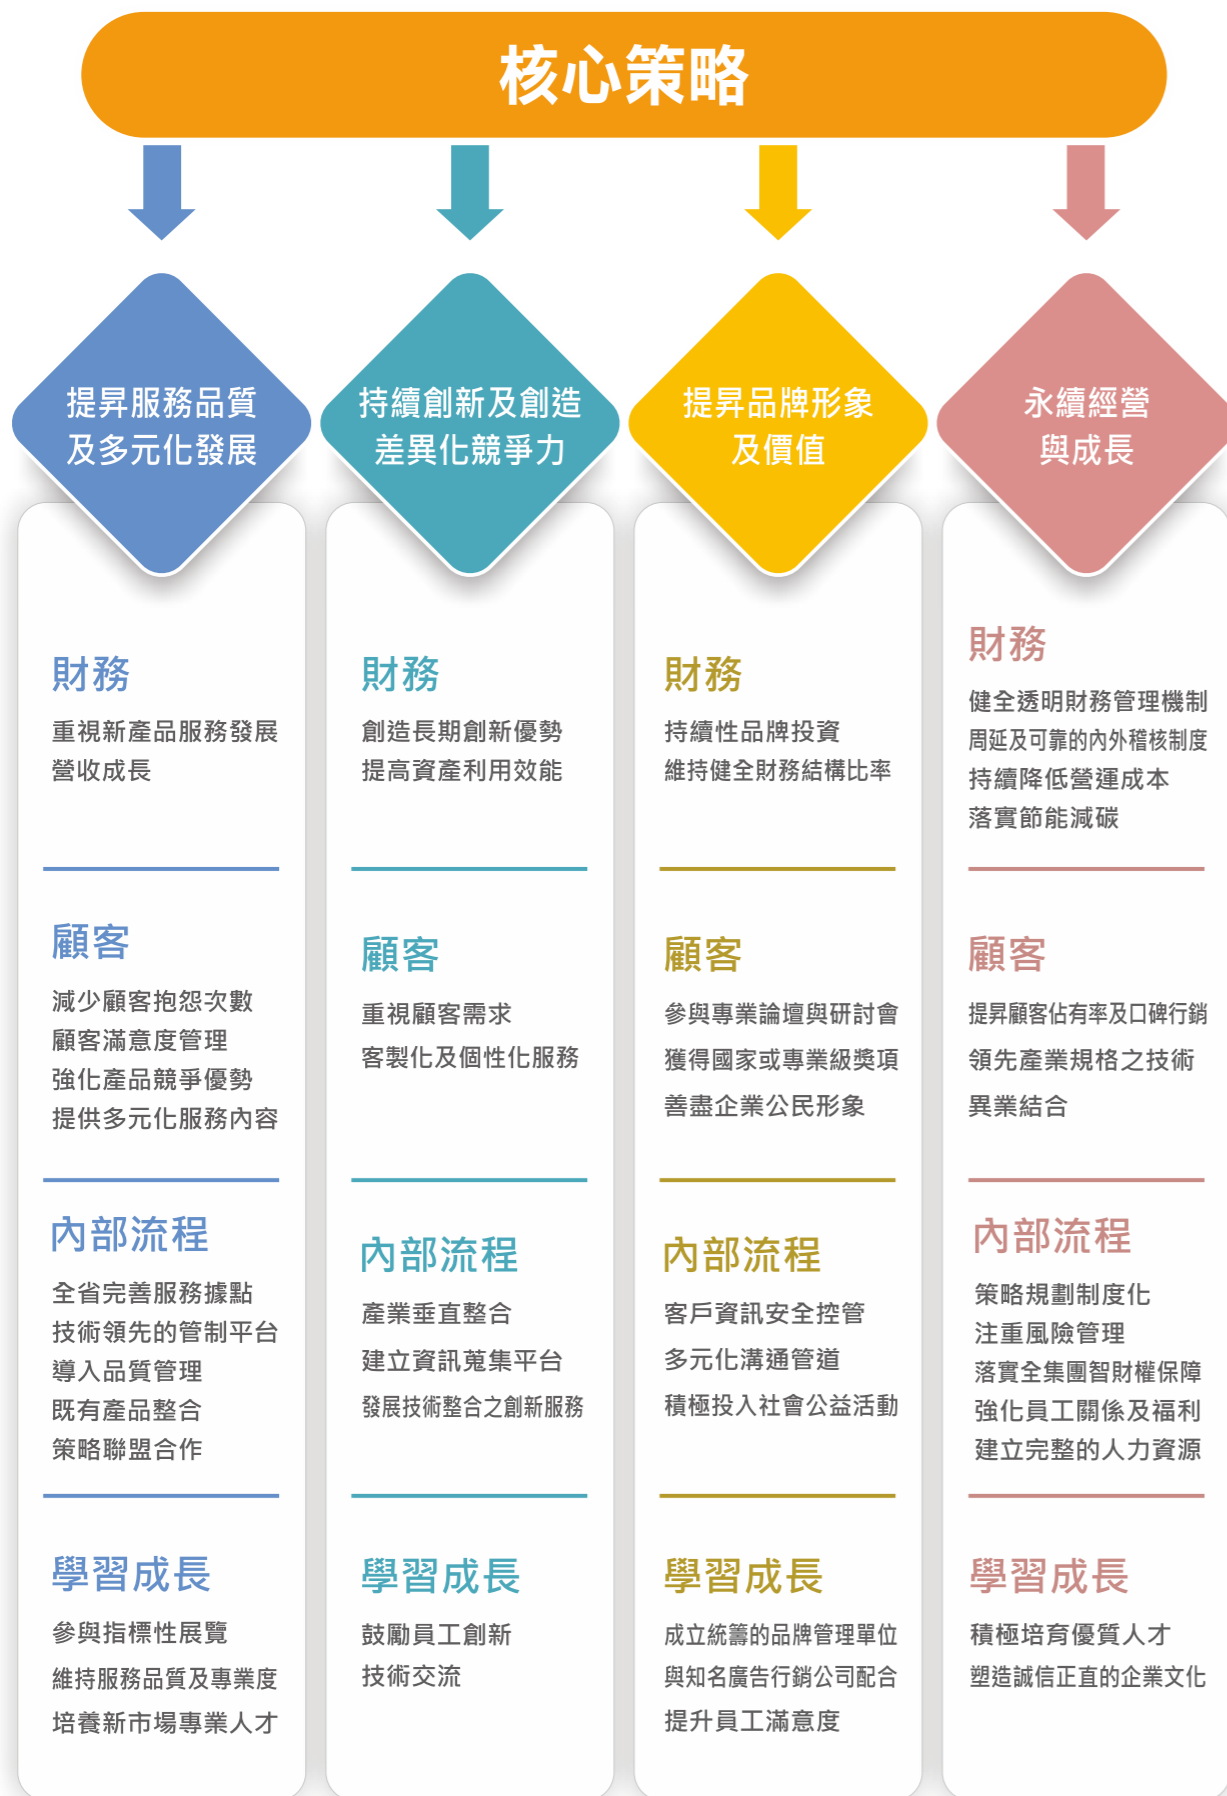 核心策略
提昇服務品質
及多元化發展
財務
重視新產品服務發展
營收成長
顧客
減少顧客抱怨次數
顧客滿意度管理
強化產品競爭優勢
提供多元化服務內容
內部流程
全省完善服務據點
技術領先的管制平台
導入品質管理
既有產品整合
策略聯盟合作
學習成長
參與指標性展覽
維持服務品質及專業度
培養新市場專業人才
持續創新及創造
差異化競爭力
財務
創造長期創新優勢
提高資產利用效能
顧客
重視顧客需求
客製化及個性化服務
內部流程
產業垂直整合
建立資訊蒐集平台
發展技術整合之創新服務
學習成長
鼓勵員工創新
技術交流
提昇品牌形象
及價值
財務
持續性品牌投資
維持健全財務結構比率
顧客
參與專業論壇與研討會
獲得國家或專業級獎項
善盡企業公民形象
內部流程
客戶資訊安全控管
多元化溝通管道
積極投入社會公益活動
學習成長
成立統籌的品牌管理單位
與知名廣告行銷公司配合
提升員工滿意度
永續經營
與成長
財務
健全透明財務管理機制
周延及可靠的內外稽核制度
持續降低營運成本
落實節能減碳
顧客
提昇顧客佔有率及口碑行銷
領先產業規格之技術
異業結合
內部流程
策略規劃制度化
注重風險管理
落實全集團智財權保障
強化員工關係及福利
建立完整的人力資源
學習成長
積極培育優質人才
塑造誠信正直的企業文化